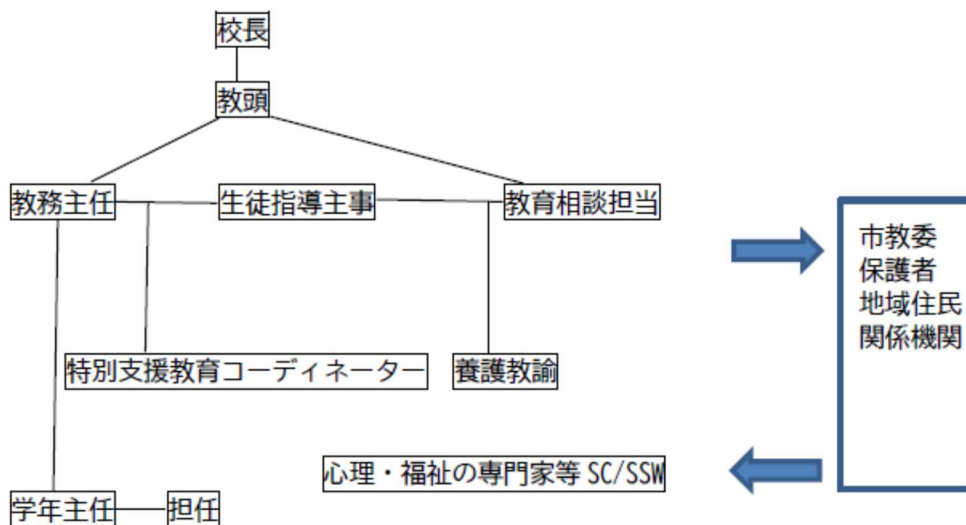 校長
教頭
教務主任
生徒指導主事
教育相談担当
市教委
保護者
地域住民
関係機関
特別支援教育コーディネーター
養護教諭
心理・福祉の専門家等 SC/SSW
学年主任
担任